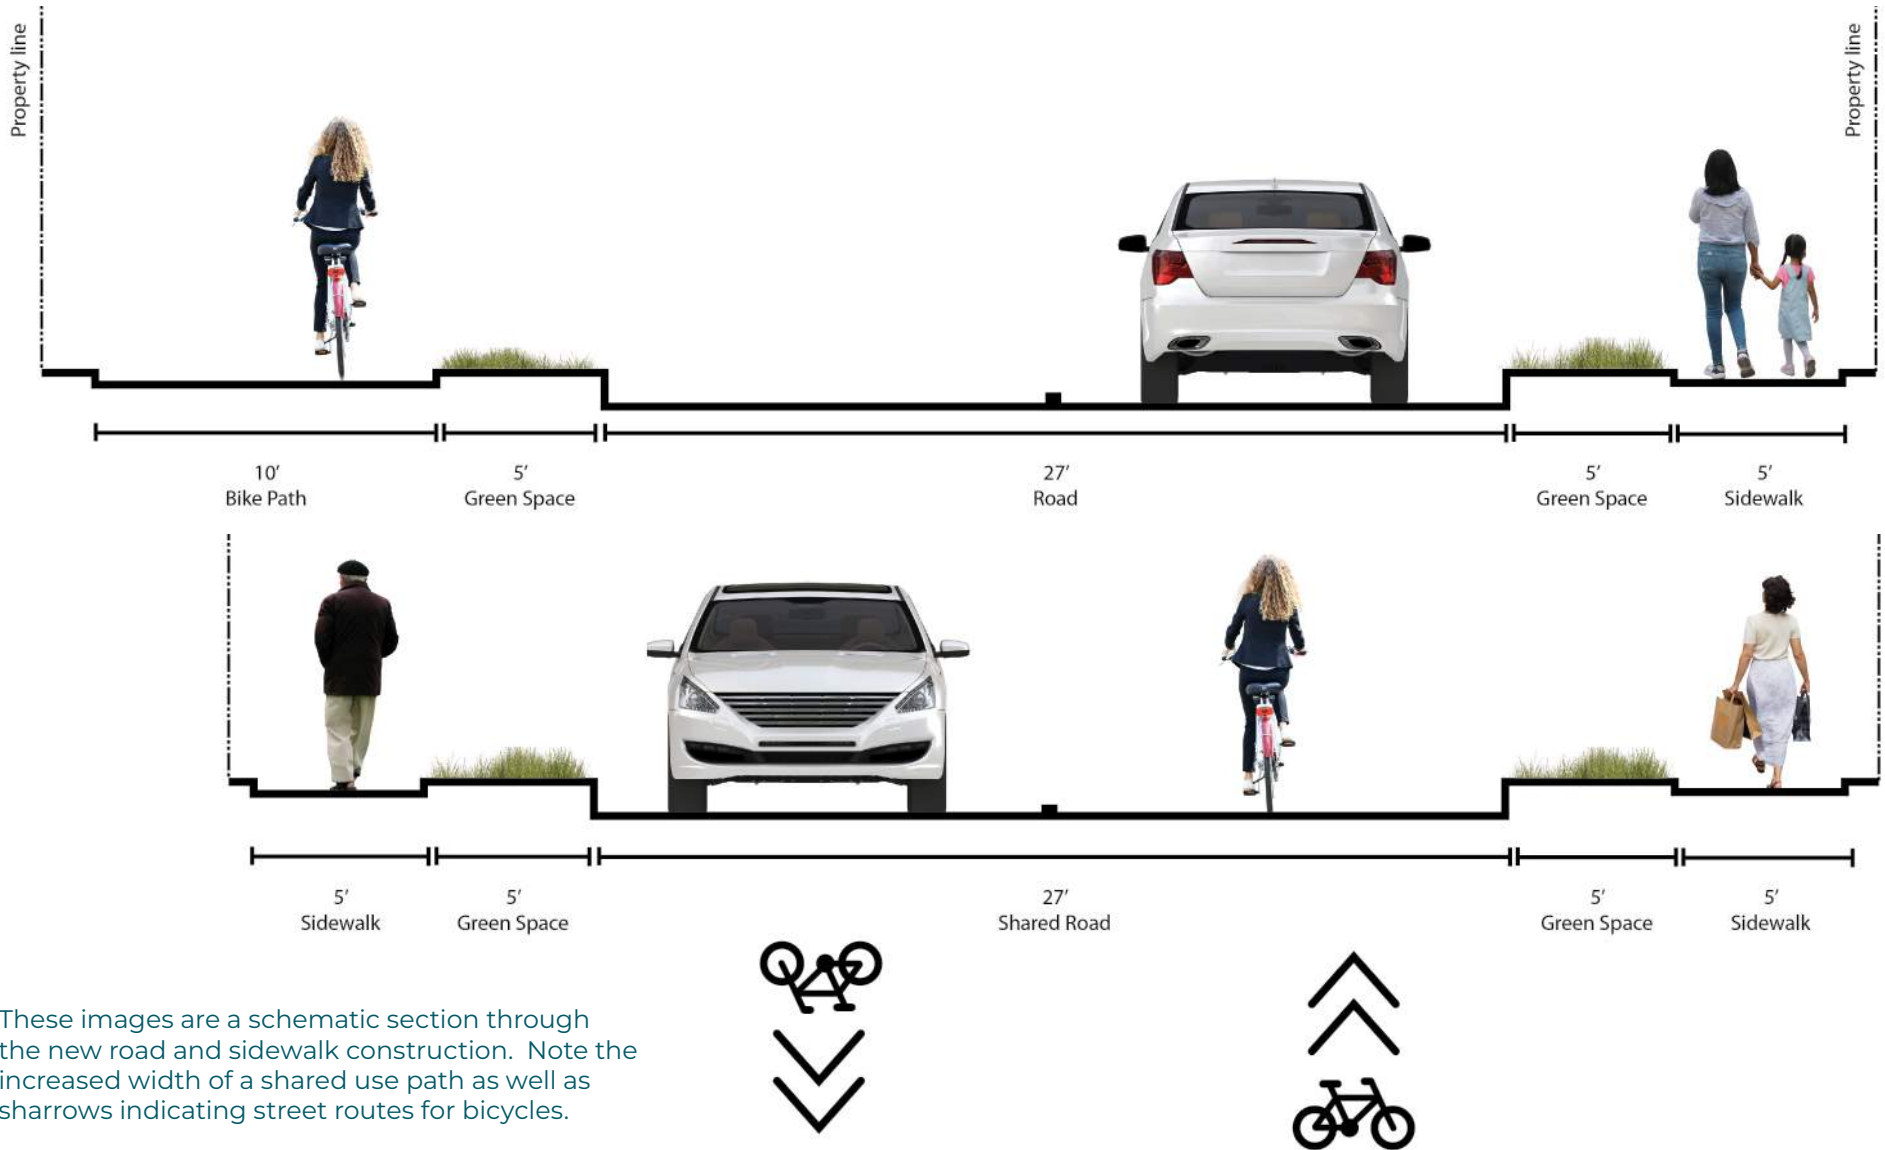 Property line
Property line
10′
Bike Path
5′
Green Space
27′
Road
5′
Green Space
5′
Sidewalk
5′
Sidewalk
5′
Green Space
27′
Shared Road
5′
Green Space
5′
Sidewalk
These images are a schematic section through
the new road and sidewalk construction.  Note the
increased width of a shared use path as well as
sharrows indicating street routes for bicycles.